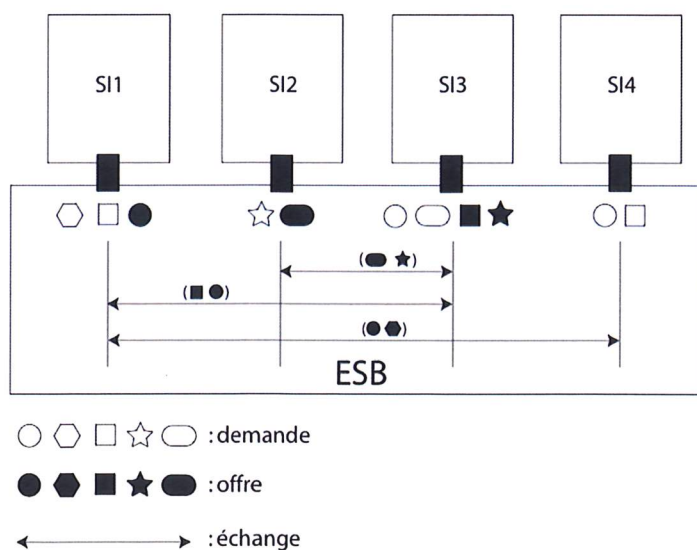 SI1 SI2 SI3 SI4
ESB
: demande
: offre
: échange